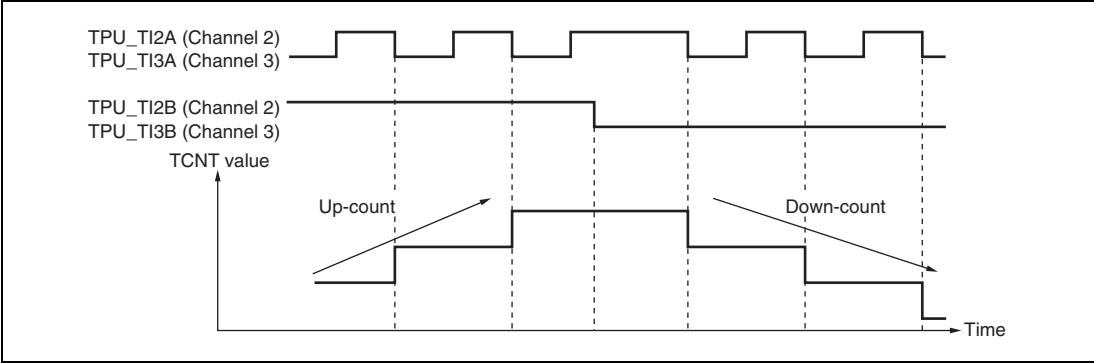 TPU_TI2A (Channel 2)
TPU_TI3A (Channel 3)
TPU_TI2B (Channel 2)
TPU_TI3B (Channel 3)
TCNT value
Up-count
Down-count
Time